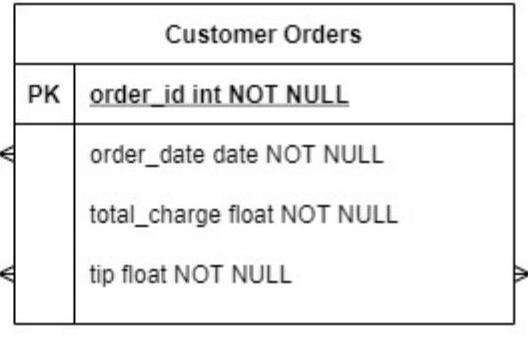 Customer Orders
PK order_id int NOT NULL
order_date date NOT NULL
total_charge float NOT NULL
tip float NOT NULL